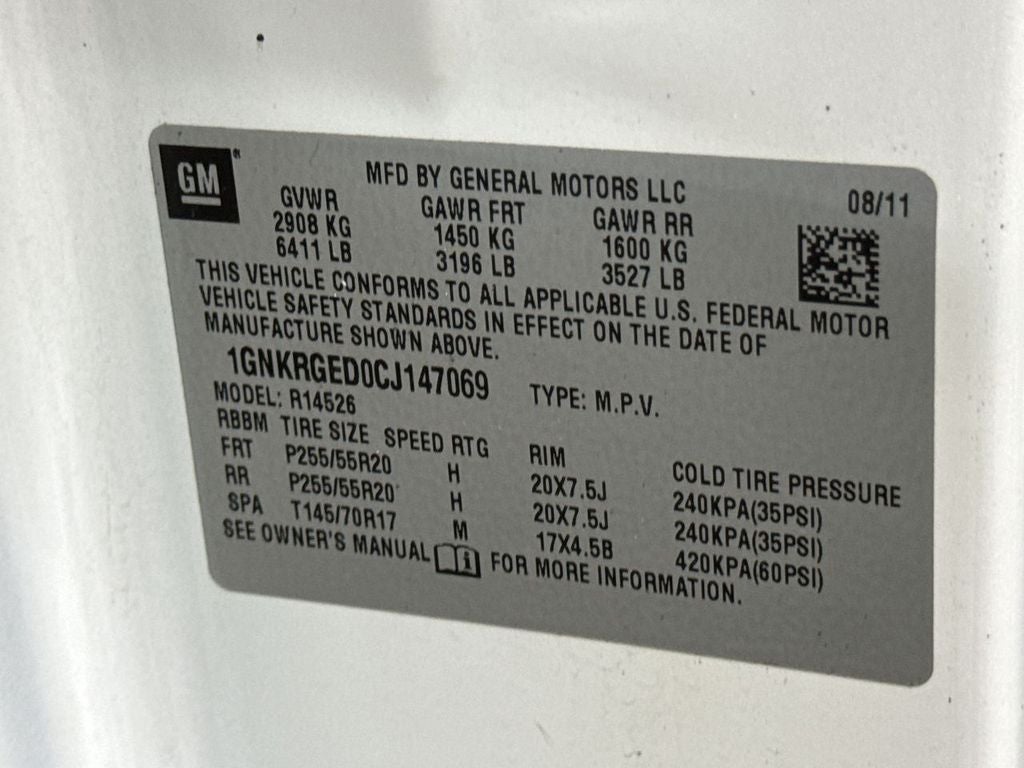 GM
MFD BY GENERAL MOTORS LLC 08/11
GVWR GAWR FRT GAWR RR
2908 KG 1450 KG 1600 KG
6411 LB 3196 LB 3527 LB
THIS VEHICLE CONFORMS TO ALL APPLICABLE U.S. FEDERAL MOTOR
VEHICLE SAFETY STANDARDS IN EFFECT ON THE DATE OF
MANUFACTURE SHOWN ABOVE.
1GNKRGED0CJ147069 TYPE: M.P.V.
MODEL: R14526
RBBM TIRE SIZE SPEED RTG RIM COLD TIRE PRESSURE
FRT P255/55R20 H 20X7.5J 240KPA(35PSI)
RR P255/55R20 H 20X7.5J 240KPA(35PSI)
SPA T145/70R17 M 17X4.5B 420KPA(60PSI)
SEE OWNER'S MANUAL i FOR MORE INFORMATION.